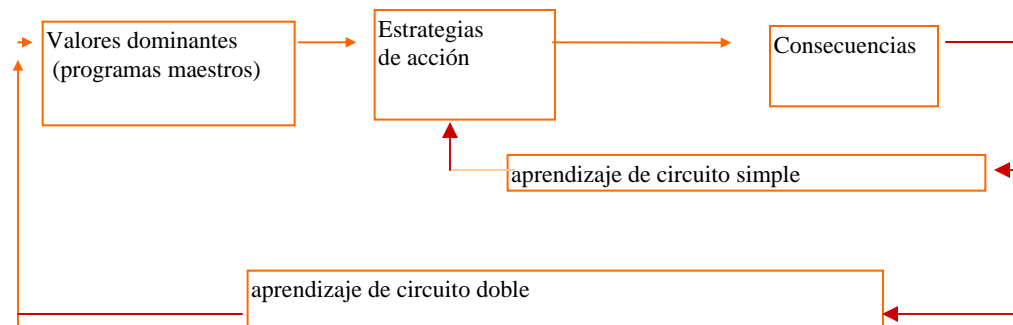 Valores dominantes
(programas maestros)
Estrategias
de acción
Consecuencias
aprendizaje de circuito simple
aprendizaje de circuito doble